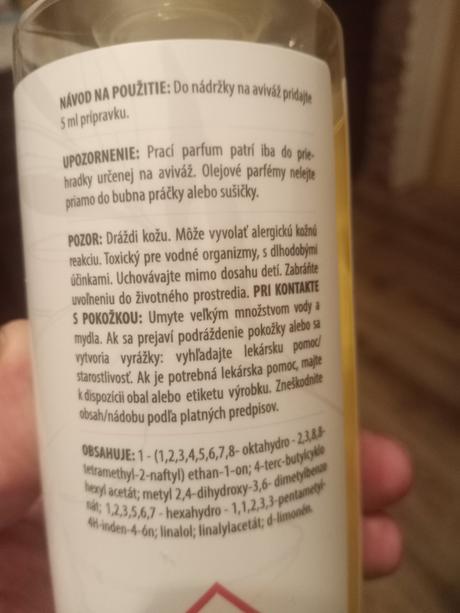 NÁVOD NA POUŽITIE: Do nádržky na aviváž pridajte
5 ml prípravku.
UPOZORNENIE: Prací parfum patrí iba do prie-
hradky určenej na aviváž. Olejové parfémy nelejte
priamo do bubna práčky alebo sušičky.
POZOR: Dráždi kožu. Môže vyvolať alergickú kožnú
reakciu. Toxický pre vodné organizmy, s dlhodobými
účinkami. Uchovávajte mimo dosahu detí. Zabráňte
uvoľneniu do životného prostredia. PRI KONTAKTE
S POKOŽKOU: Umyte veľkým množstvom vody a
mydla. Ak sa prejaví podráždenie pokožky alebo sa
vytvoria vyrážky: vyhľadajte lekársku pomoc/
starostlivosť. Ak je potrebná lekárska pomoc, majte
k dispozícii obal alebo etiketu výrobku. Zneškodnite
obsah/nádobu podľa platných predpisov.
OBSAHUJE: 1 - (1,2,3,4,5,6,7,8- oktahydro - 2,3,8,8-
tetramethyl-2-naftyl) ethan-1-on; 4-terc-butylcyklo
hexyl acetát; metyl 2,4-dihydroxy-3,6- dimetylbenzo
nát; 1,2,3,5,6,7 - hexahydro - 1,1,2,3,3-pentametyl-
4H-inden-4-ón; linalol; linalylacetát; d-limonén.